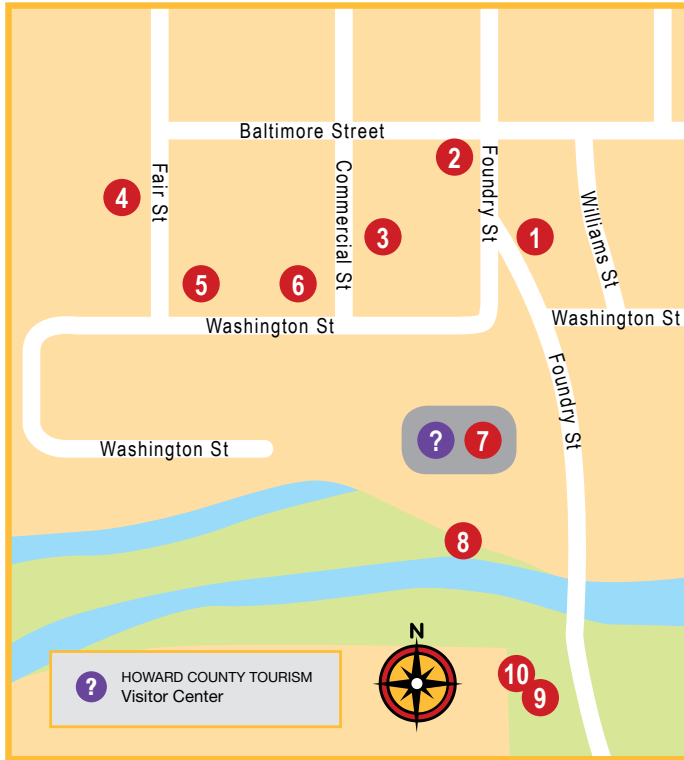 Baltimore Street
Fair St
Commercial St
Foundry St
Williams St
2
4
3
1
5
6
Washington St
Washington St
Foundry St
Washington St
?
7
8
N
?
HOWARD COUNTY TOURISM
Visitor Center
10
9